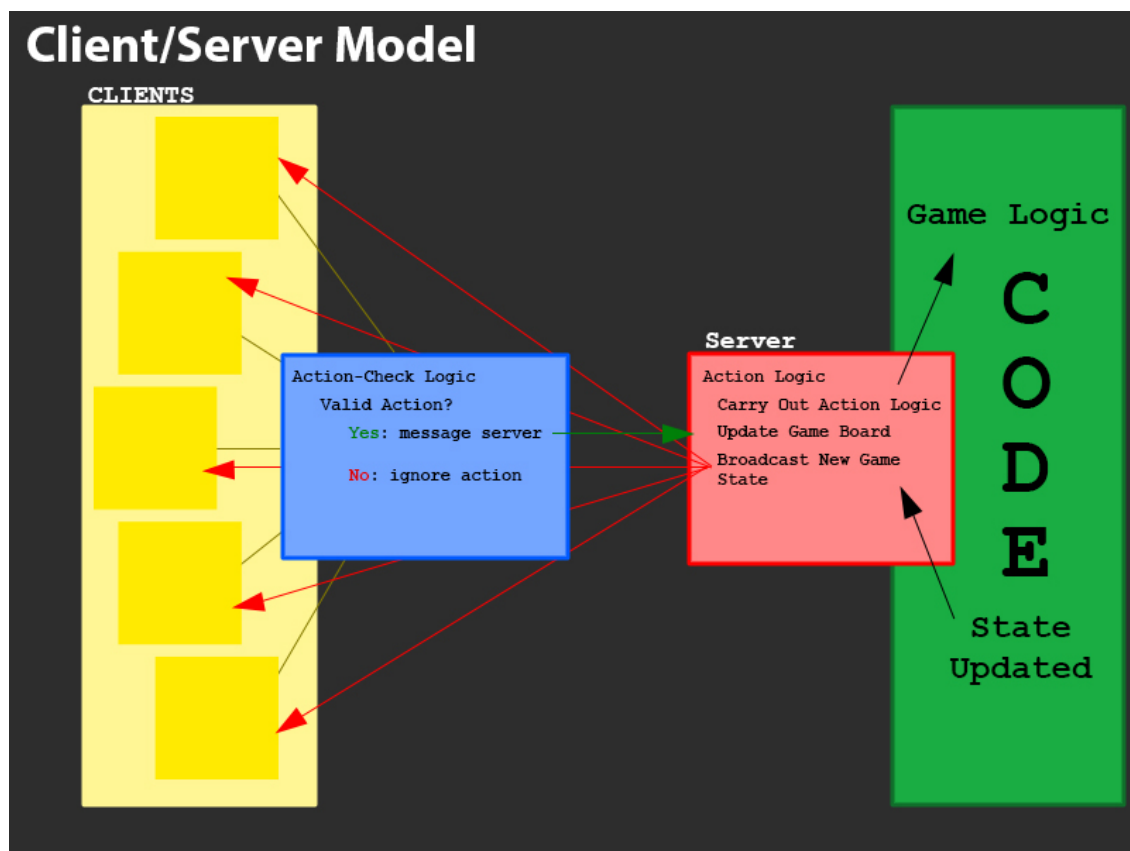 Client/Server Model
CLIENTS
Action-Check Logic
Valid Action?
Yes: message server
No: ignore action
Server
Action Logic
Carry Out Action Logic
Update Game Board
Broadcast New Game
State
Game Logic
C
O
D
E
State
Updated